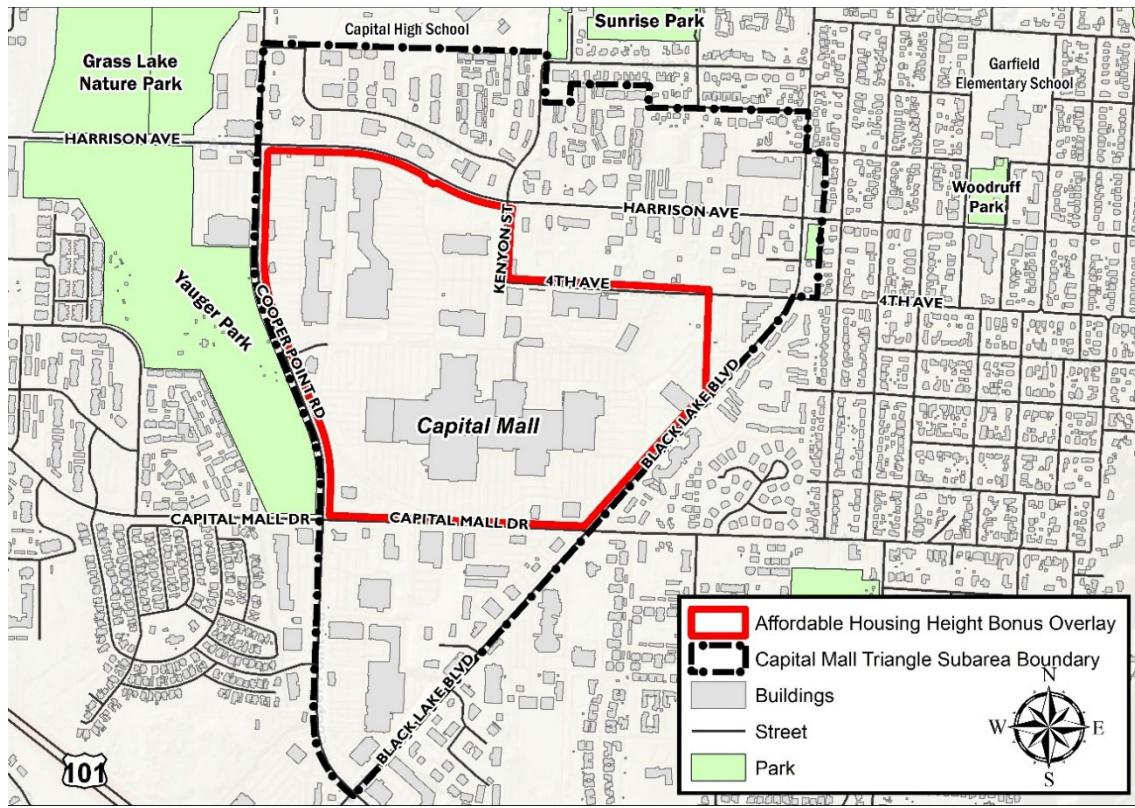 Capital High School
Sunrise Park
Grass Lake
Nature Park
Garfield
Elementary School
HARRISON AVE
Woodruff
Park
HARRISON AVE
KENYON ST
4TH AVE
4TH AVE
Yauger Park
COOPER POINT RD
BLACK LAKE BLVD
Capital Mall
CAPITAL MALL DR
CAPITAL MALL DR
BLACK LAKE BLVD
101
Affordable Housing Height Bonus Overlay
Capital Mall Triangle Subarea Boundary
Buildings
Street
Park
N
W
E
S